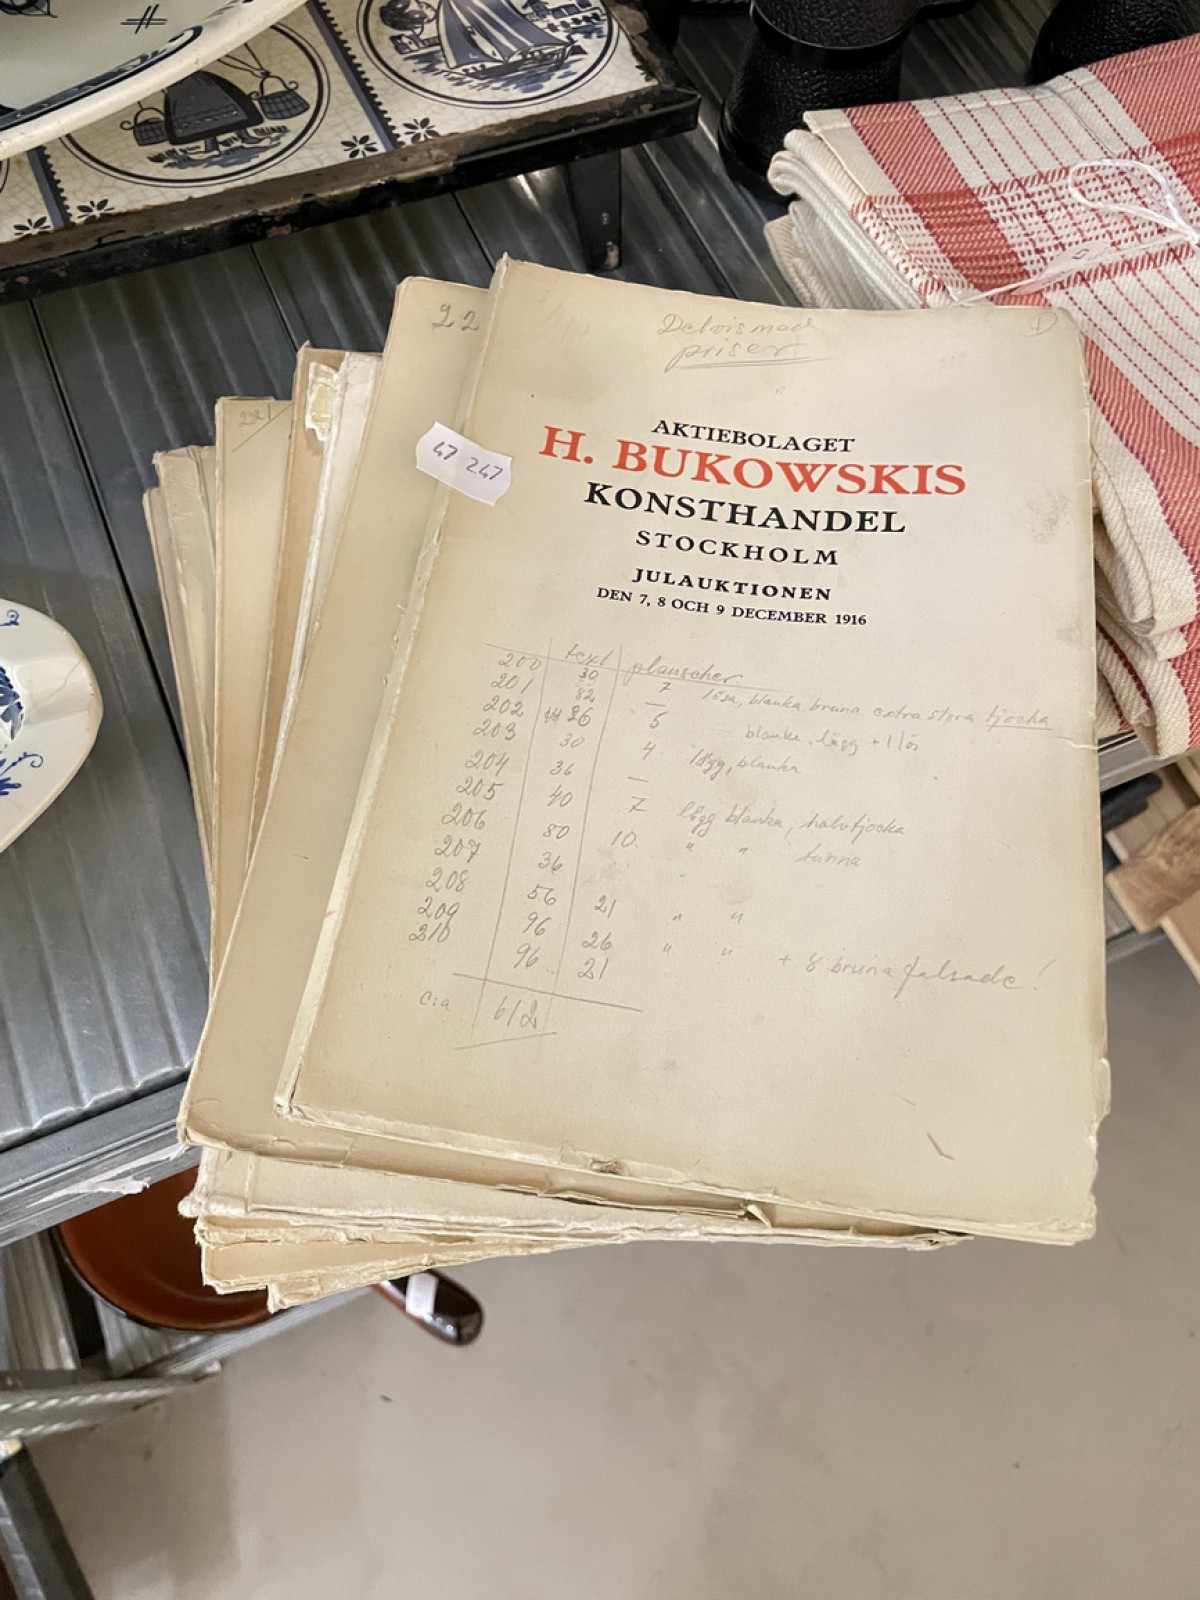 Delvis med
priser
22
221
47 247
AKTIEBOLAGET
H. BUKOWSKIS
KONSTHANDEL
STOCKHOLM
JULAUKTIONEN
DEN 7, 8 OCH 9 DECEMBER 1916
text planscher
200 30 7 lösa, blanka, bruna extra stora tjocka
201 82 —
202 26 5 blanka, lägg + 1 lös
203 30 4 lägg, blanka
204 36 —
205 40 7 lägg blanka, halvtjocka
206 80 10. " " tunna
207 36
208 56 21 " "
209 96 26 " " + 8 bruna falsade!
210 96 21
c:a 612